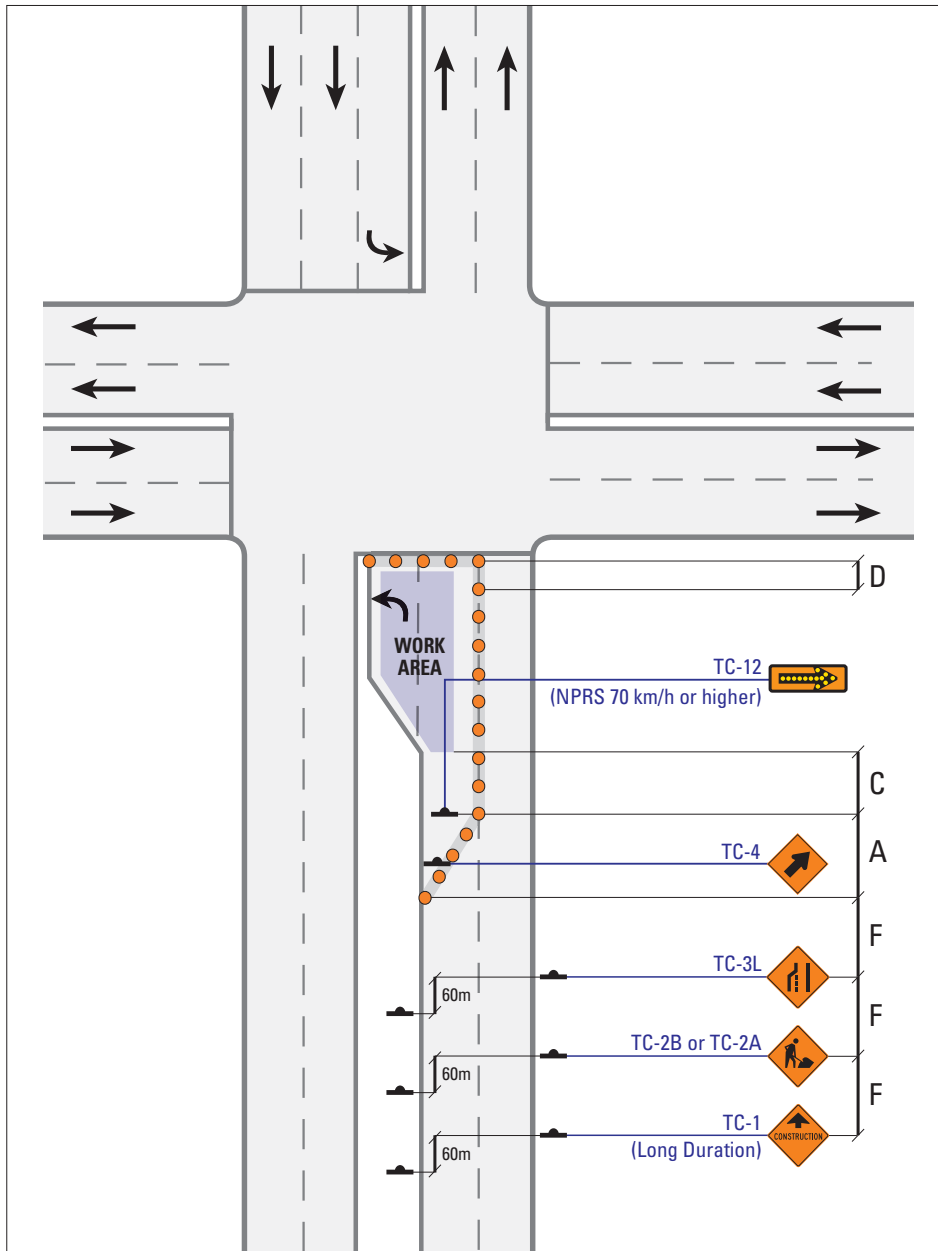 D
WORK
AREA
TC-12
(NPRS 70 km/h or higher)
C
TC-4
A
F
TC-3L
60m
F
TC-2B or TC-2A
60m
F
TC-1
CONSTRUCTION
(Long Duration)
60m